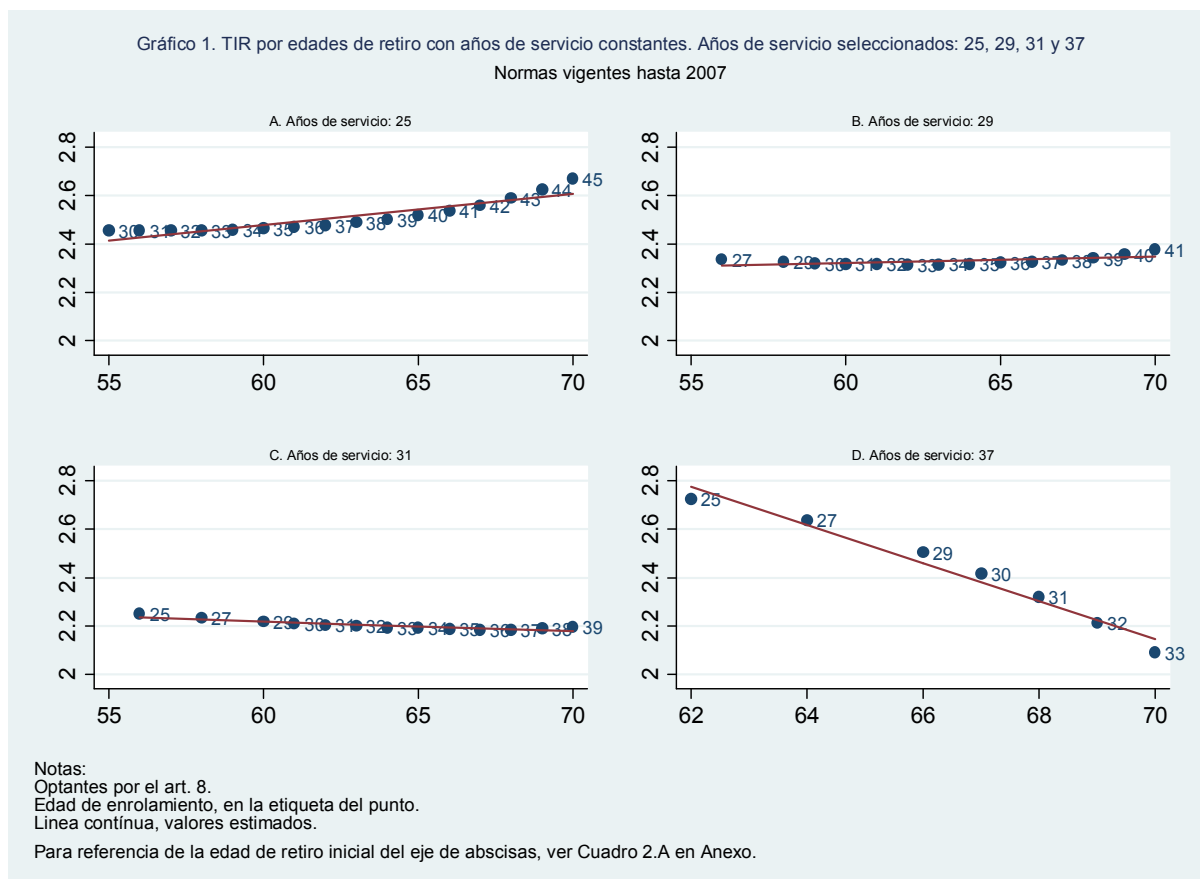 Gráfico 1. TIR por edades de retiro con años de servicio constantes. Años de servicio seleccionados: 25, 29, 31 y 37
Normas vigentes hasta 2007
A. Años de servicio: 25
2.8
2.6
2.4
2.2
2
30 31 32 33 34 35 36 37 38 39 40 41 42 43 44 45
55 60 65 70
B. Años de servicio: 29
2.8
2.6
2.4
2.2
2
27 29 30 31 32 33 34 35 36 37 38 39 40 41
55 60 65 70
C. Años de servicio: 31
2.8
2.6
2.4
2.2
2
25 27 29 30 31 32 33 34 35 36 37 38 39
55 60 65 70
D. Años de servicio: 37
2.8
2.6
2.4
2.2
2
25
27
29
30
31
32
33
62 64 66 68 70
Notas:
Optantes por el art. 8.
Edad de enrolamiento, en la etiqueta del punto.
Linea contínua, valores estimados.
Para referencia de la edad de retiro inicial del eje de abscisas, ver Cuadro 2.A en Anexo.